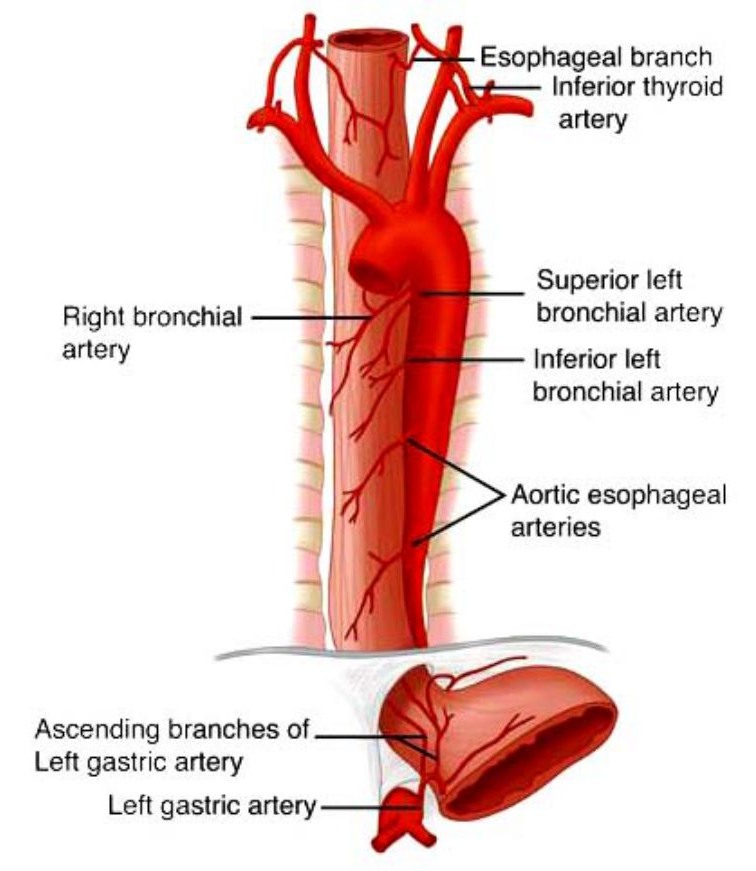 Esophageal branch
Inferior thyroid
artery
Superior left
bronchial artery
Right bronchial
artery
Inferior left
bronchial artery
Aortic esophageal
arteries
Ascending branches of
Left gastric artery
Left gastric artery